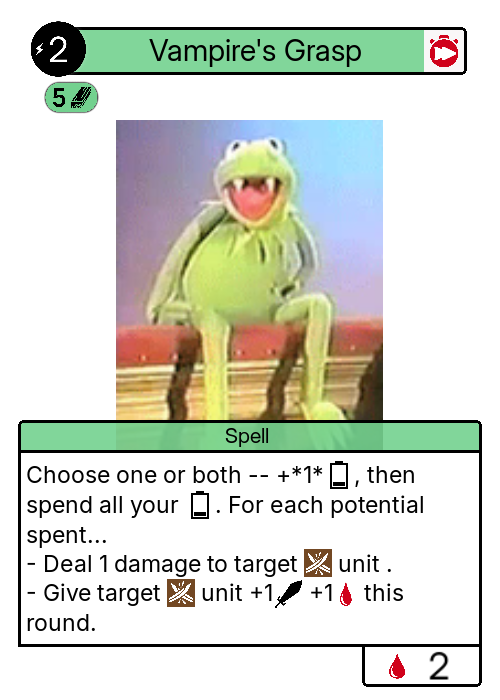 2 Vampire's Grasp
5
Spell
Choose one or both -- +*1* , then
spend all your . For each potential
spent...
- Deal 1 damage to target unit .
- Give target unit +1 +1 this
round.
2